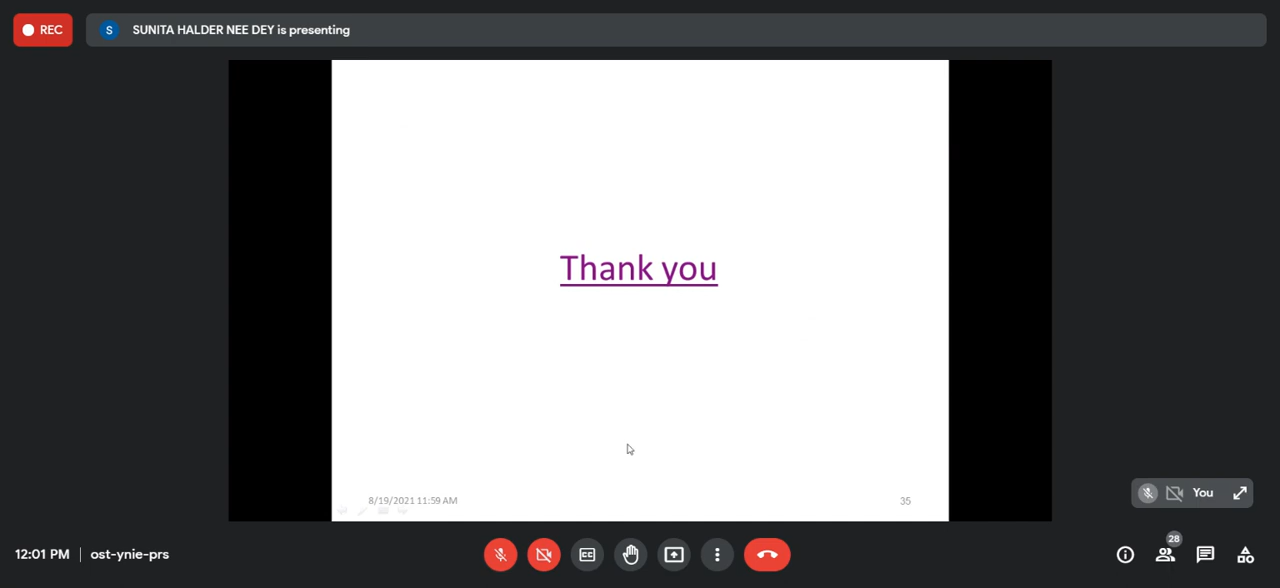 REC
S
SUNITA HALDER NEE DEY is presenting
Thank you
8/19/2021 11:59 AM
35
You
12:01 PM | ost-ynie-prs
CC
28